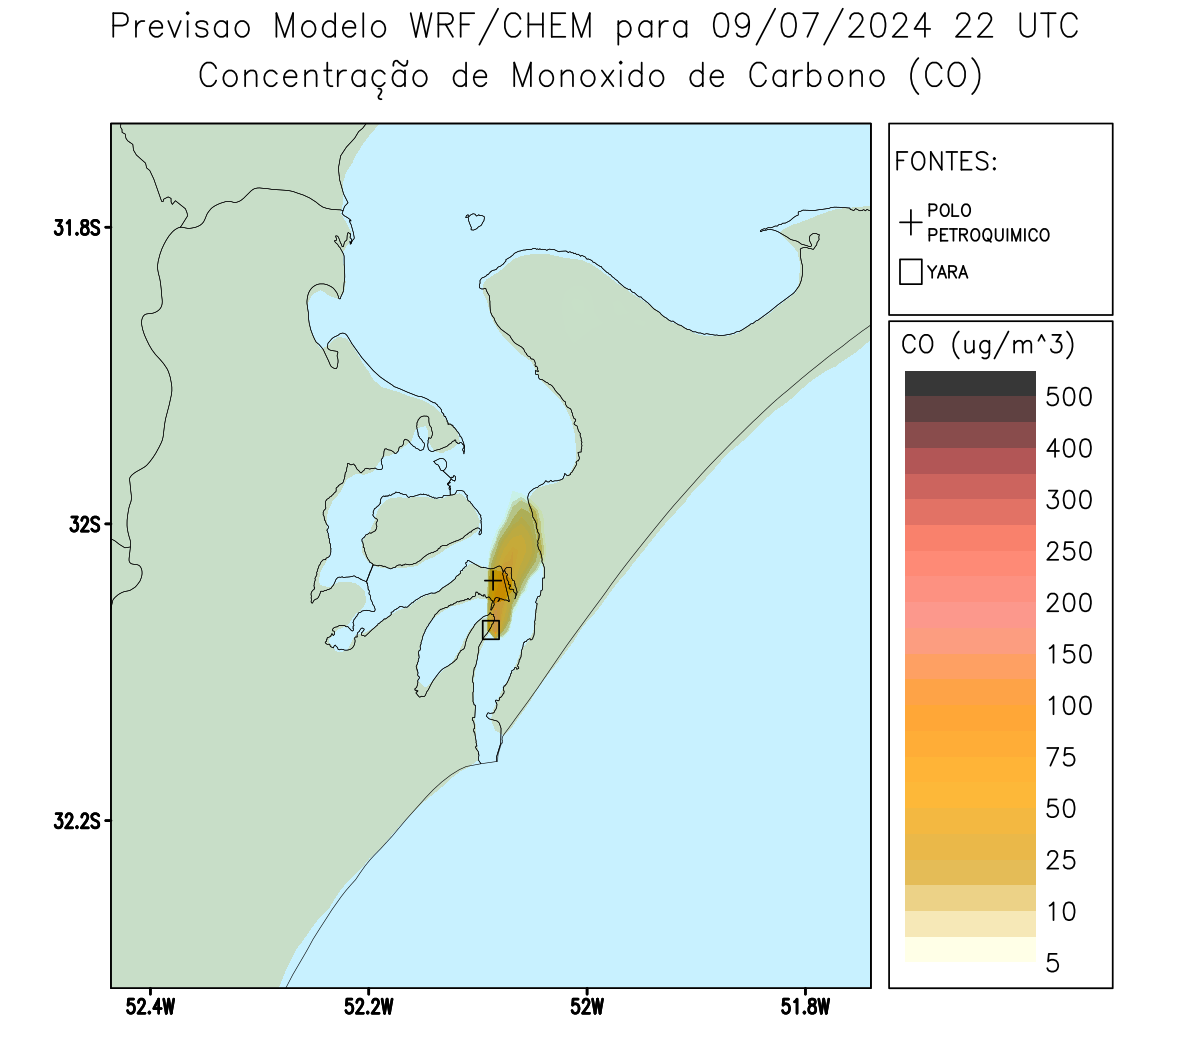 Previsao Modelo WRF/CHEM para 09/07/2024 22 UTC
Concentração de Monoxido de Carbono (CO)
FONTES:
POLO
PETROQUIMICO
YARA
CO (ug/m^3)
500
400
300
250
200
150
100
75
50
25
10
5
31.8S
32S
32.2S
52.4W
52.2W
52W
51.8W